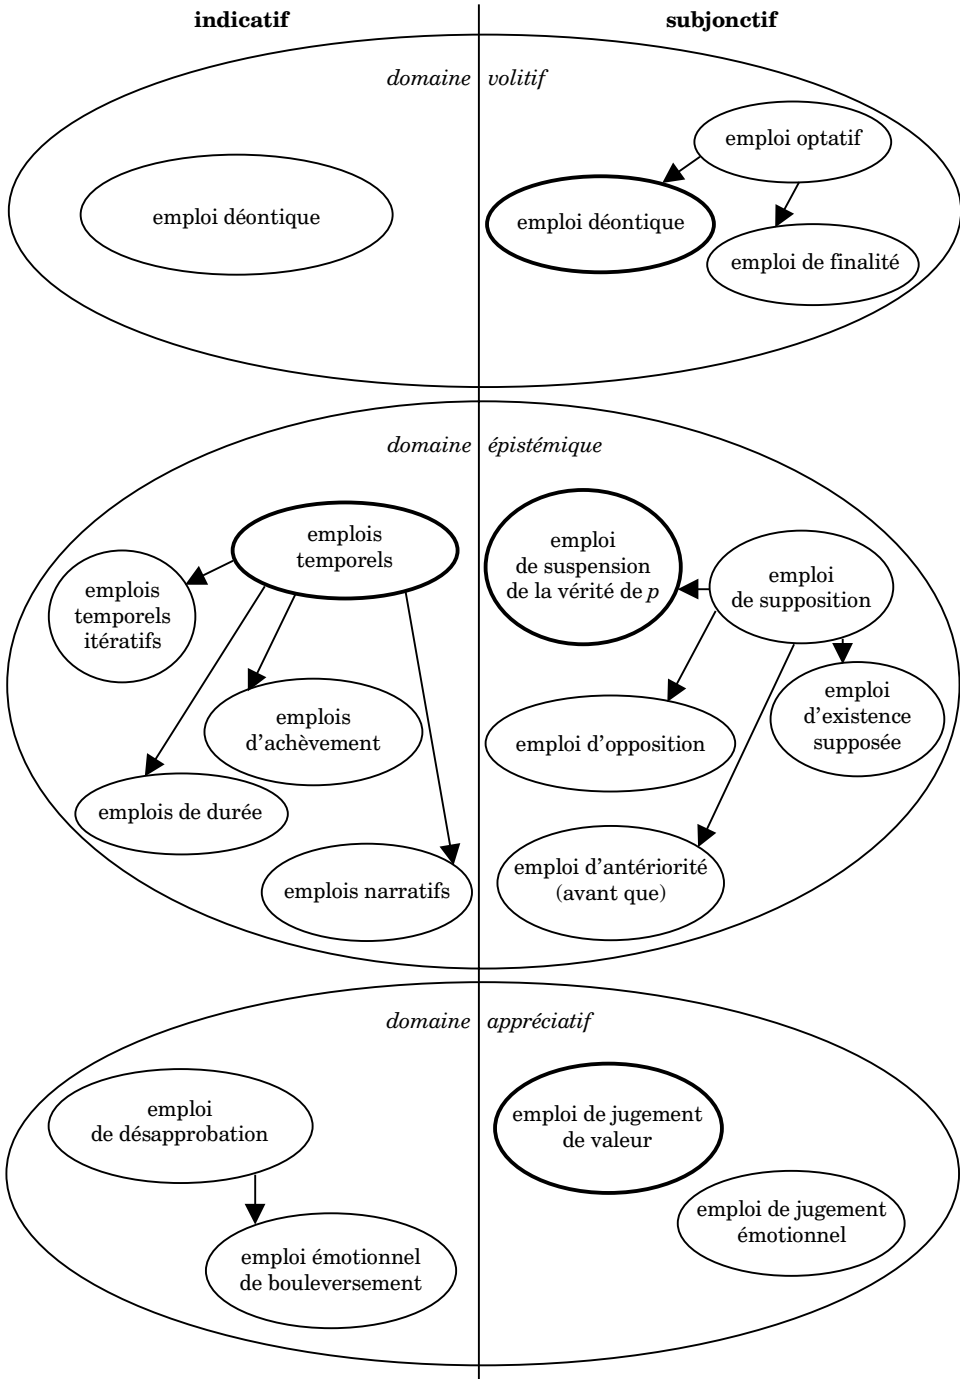 indicatif
subjonctif
domaine
volitif
emploi optatif
emploi déontique
emploi déontique
emploi de finalité
domaine
épistémique
emplois
temporels
emploi
de suspension
de la vérité de p
emploi
de supposition
emplois
temporels
itératifs
emplois
d'achèvement
emploi d'opposition
emploi
d'existence
supposée
emplois de durée
emplois narratifs
emploi d'antériorité
(avant que)
domaine
appréciatif
emploi
de désapprobation
emploi de jugement
de valeur
emploi émotionnel
de bouleversement
emploi de jugement
émotionnel